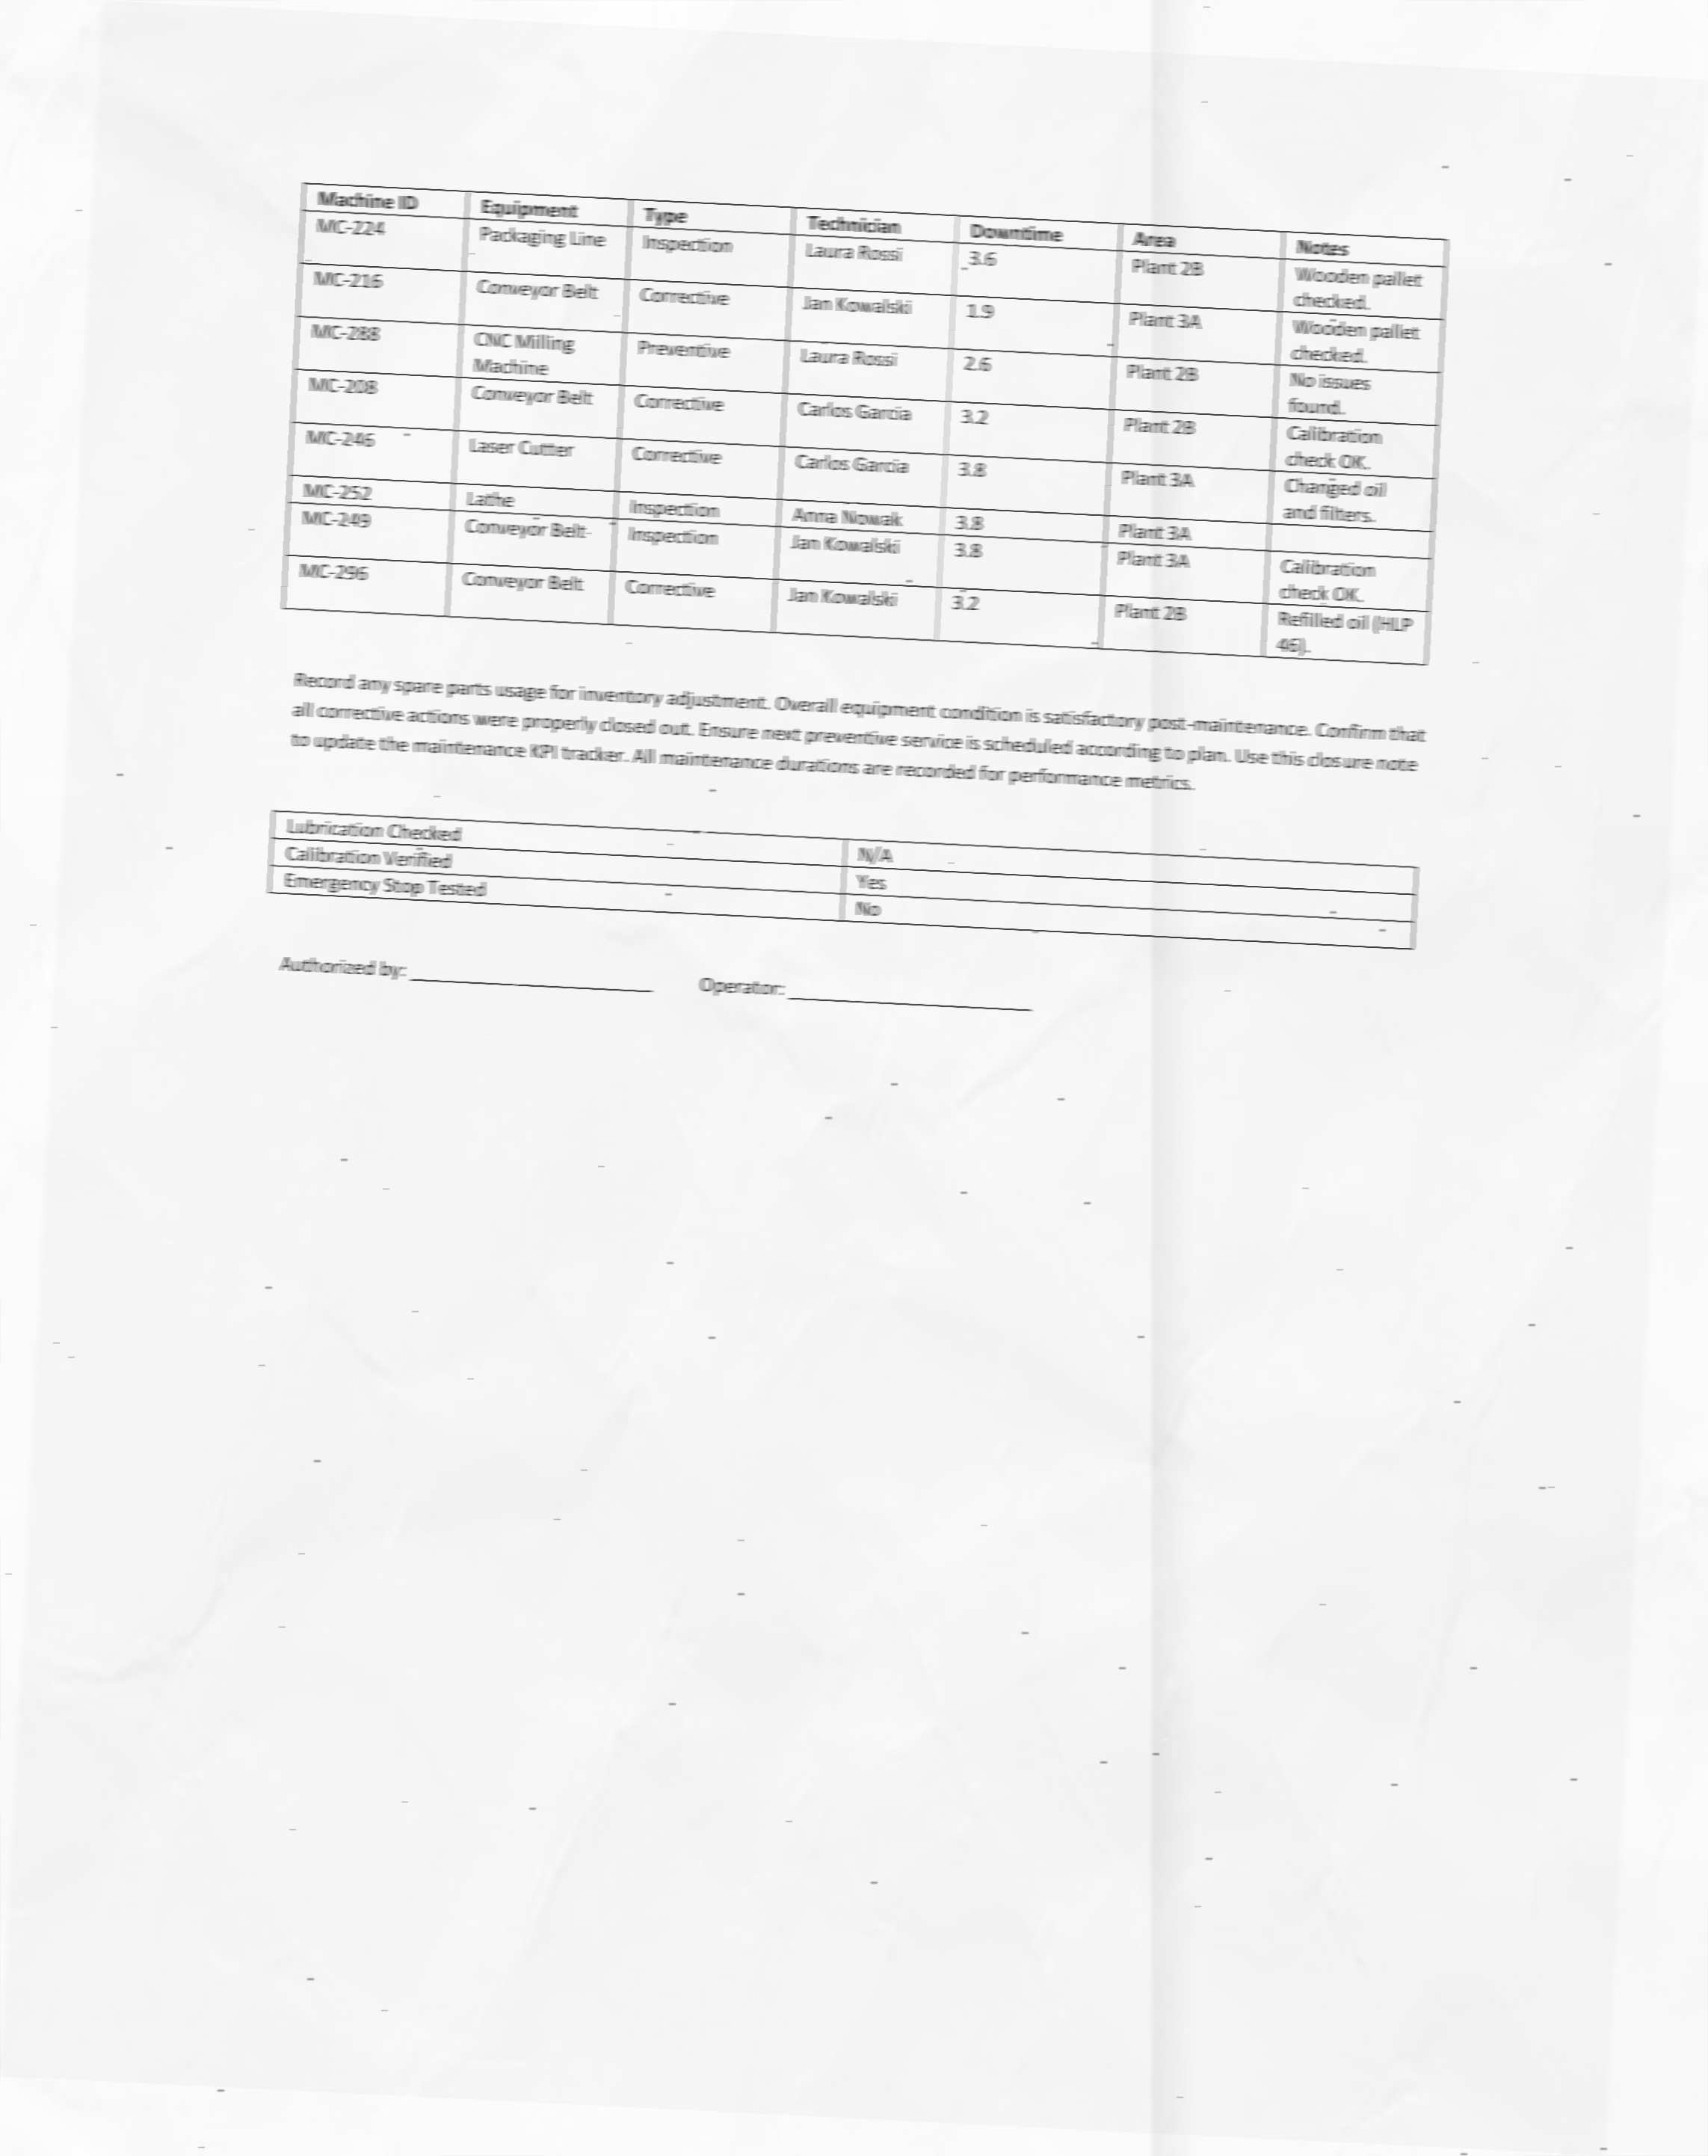 Machine ID Equipment Type Technician Downtime Area Notes
MC-224 Packaging Line Inspection Laura Rossi 3.6 Plant 2B Wooden pallet
checked.
MC-216 Conveyor Belt Corrective Jan Kowalski 1.9 Plant 3A Wooden pallet
checked.
MC-288 CNC Milling Preventive Laura Rossi 2.6 Plant 2B No issues
Machine found.
MC-208 Conveyor Belt Corrective Carlos Garcia 3.2 Plant 2B Calibration
check OK.
MC-246 Laser Cutter Corrective Carlos Garcia 3.8 Plant 3A Changed oil
and filters.
MC-252 Lathe Inspection Anna Nowak 3.8 Plant 3A
MC-249 Conveyor Belt Inspection Jan Kowalski 3.8 Plant 3A Calibration
check OK.
MC-296 Conveyor Belt Corrective Jan Kowalski 3.2 Plant 2B Refilled oil (HLP
46).
Record any spare parts usage for inventory adjustment. Overall equipment condition is satisfactory post-maintenance. Confirm that
all corrective actions were properly closed out. Ensure next preventive service is scheduled according to plan. Use this closure note
to update the maintenance KPI tracker. All maintenance durations are recorded for performance metrics.
Lubrication Checked N/A
Calibration Verified Yes
Emergency Stop Tested No
Authorized by: Operator: